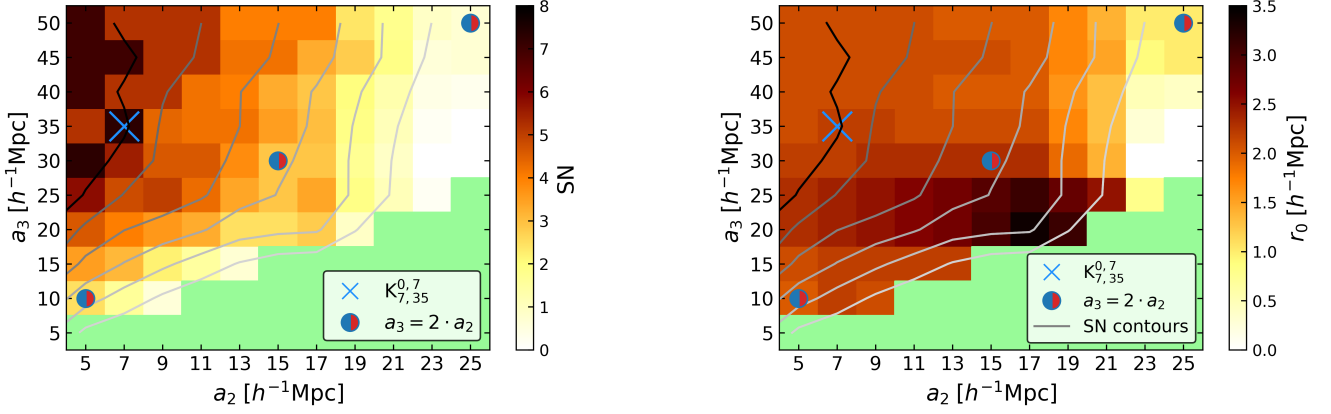 50
45
40
35
30
25
20
15
10
5
a₃ [h⁻¹Mpc]
5 7 9 11 13 15 17 19 21 23 25
a₂ [h⁻¹Mpc]
K⁰,⁷₇,₃₅
a₃ = 2 · a₂
8
7
6
5
4
3
2
1
0
SN
50
45
40
35
30
25
20
15
10
5
a₃ [h⁻¹Mpc]
5 7 9 11 13 15 17 19 21 23 25
a₂ [h⁻¹Mpc]
K⁰,⁷₇,₃₅
a₃ = 2 · a₂
SN contours
3.5
3.0
2.5
2.0
1.5
1.0
0.5
0.0
r₀ [h⁻¹Mpc]